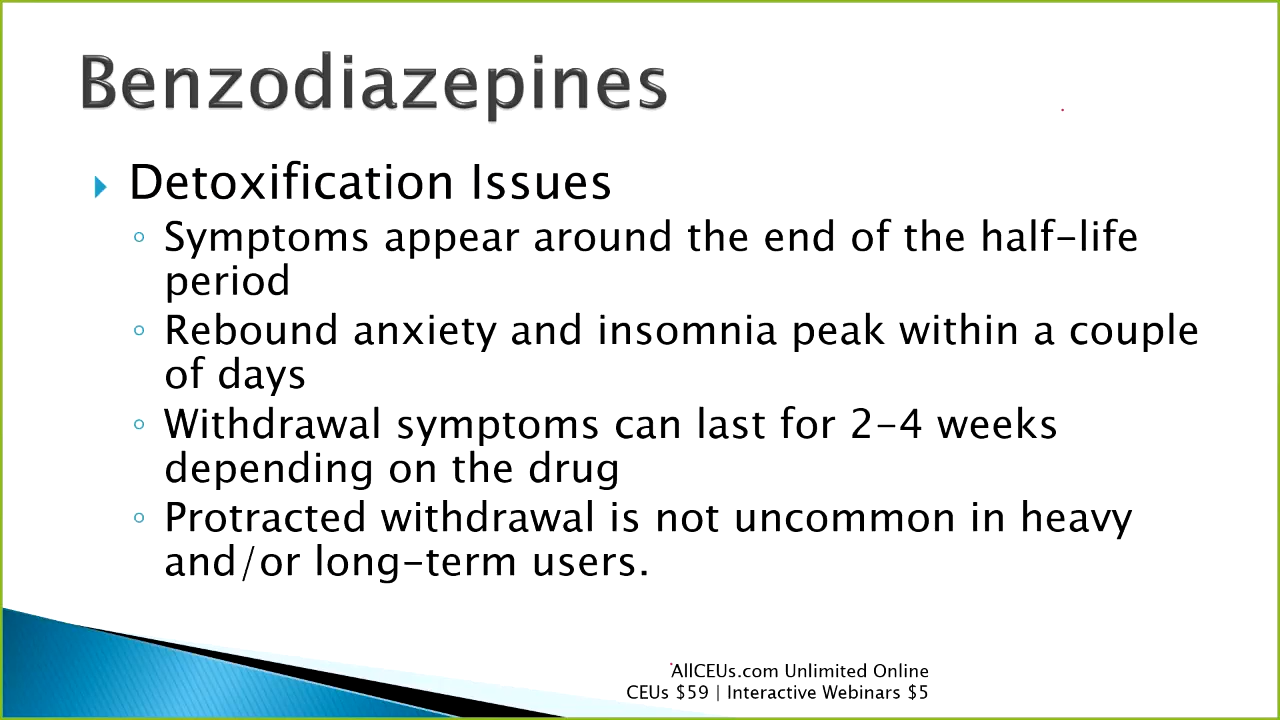 Benzodiazepines
Detoxification Issues
Symptoms appear around the end of the half-life
period
Rebound anxiety and insomnia peak within a couple
of days
Withdrawal symptoms can last for 2-4 weeks
depending on the drug
Protracted withdrawal is not uncommon in heavy
and/or long-term users.
AllCEUs.com Unlimited Online
CEUs $59 | Interactive Webinars $5